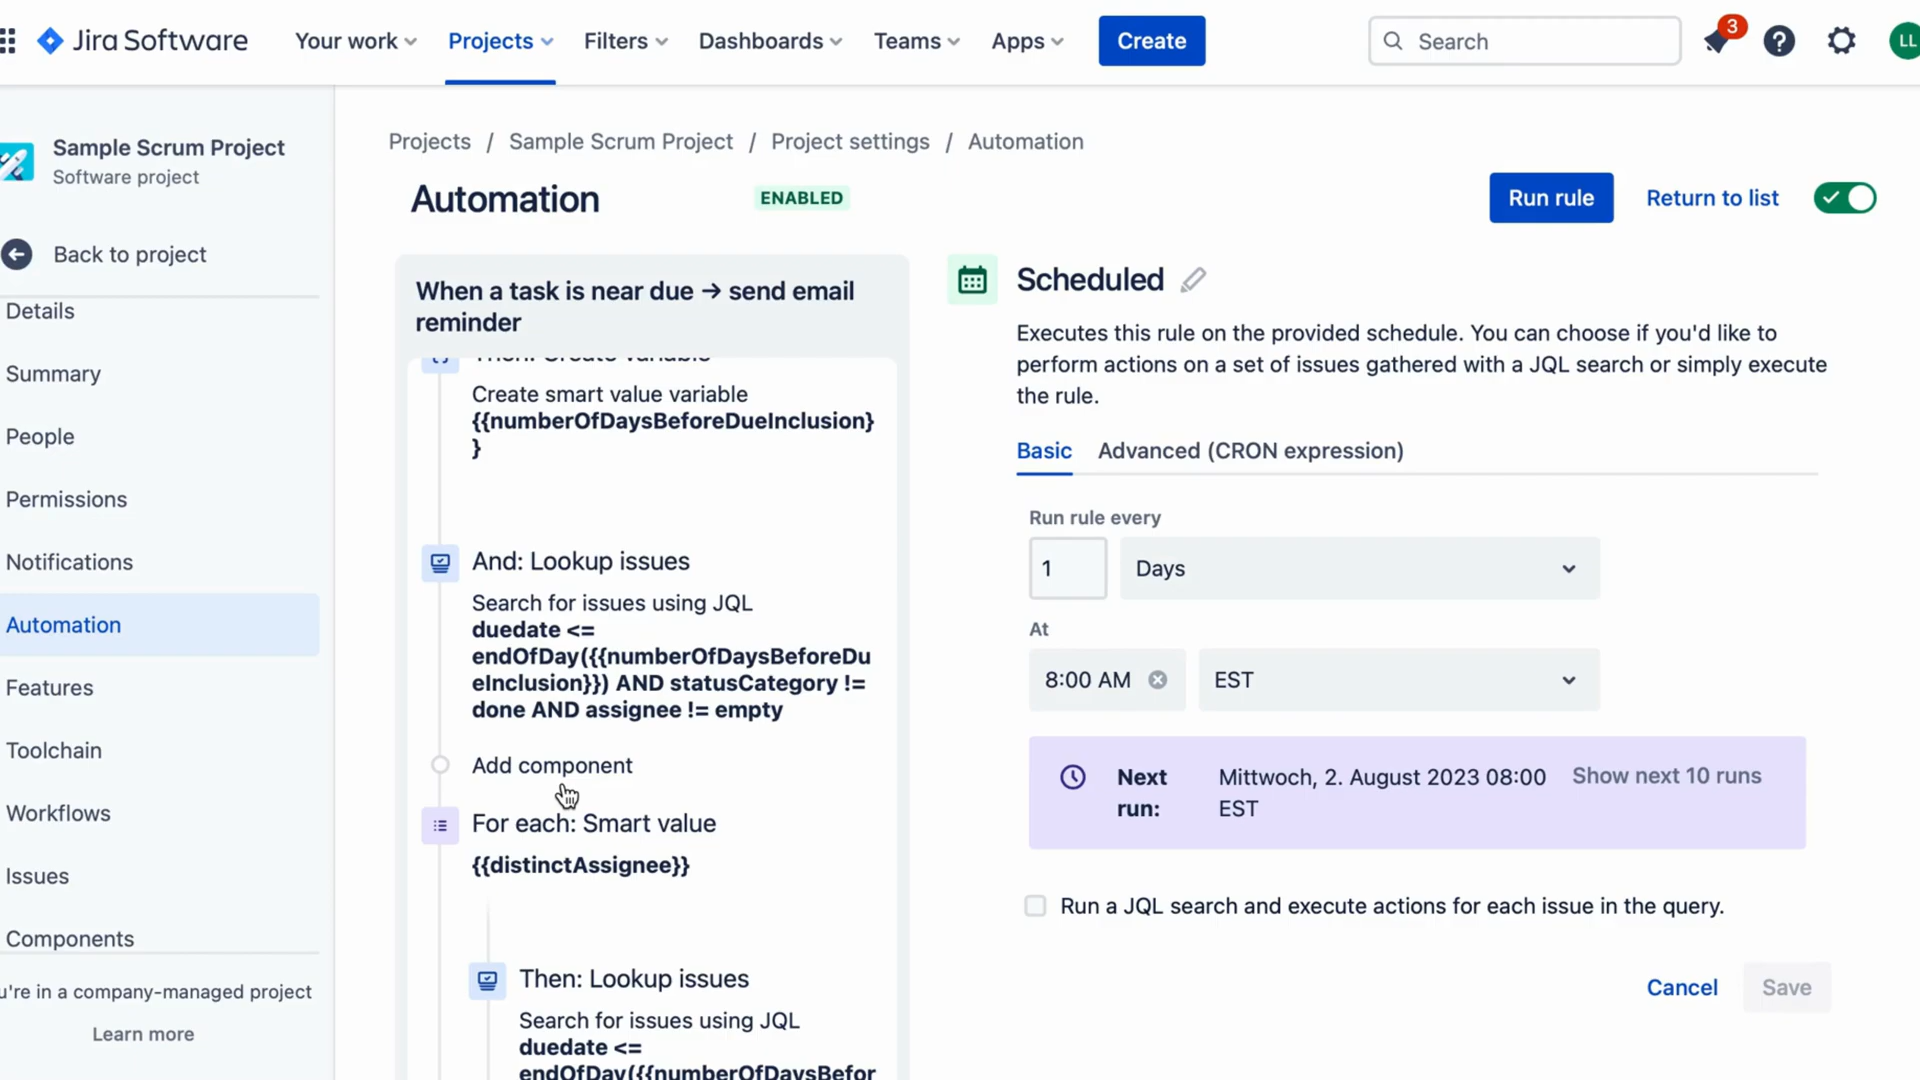 Jira Software
Your work
Projects
Filters
Dashboards
Teams
Apps
Create
Search
3
LL
Sample Scrum Project
Software project
Back to project
Details
Summary
People
Permissions
Notifications
Automation
Features
Toolchain
Workflows
Issues
Components
u're in a company-managed project
Learn more
Projects / Sample Scrum Project / Project settings / Automation
Automation
ENABLED
Run rule
Return to list
When a task is near due → send email
reminder
Then: Create variable
Create smart value variable
{{numberOfDaysBeforeDueInclusion}
}
And: Lookup issues
Search for issues using JQL
duedate <=
endOfDay({{numberOfDaysBeforeDu
eInclusion}}) AND statusCategory !=
done AND assignee != empty
Add component
For each: Smart value
{{distinctAssignee}}
Then: Lookup issues
Search for issues using JQL
duedate <=
endOfDay({{numberOfDaysBefor
Scheduled
Executes this rule on the provided schedule. You can choose if you'd like to
perform actions on a set of issues gathered with a JQL search or simply execute
the rule.
Basic
Advanced (CRON expression)
Run rule every
1
Days
At
8:00 AM
EST
Next
run:
Mittwoch, 2. August 2023 08:00
EST
Show next 10 runs
Run a JQL search and execute actions for each issue in the query.
Cancel
Save